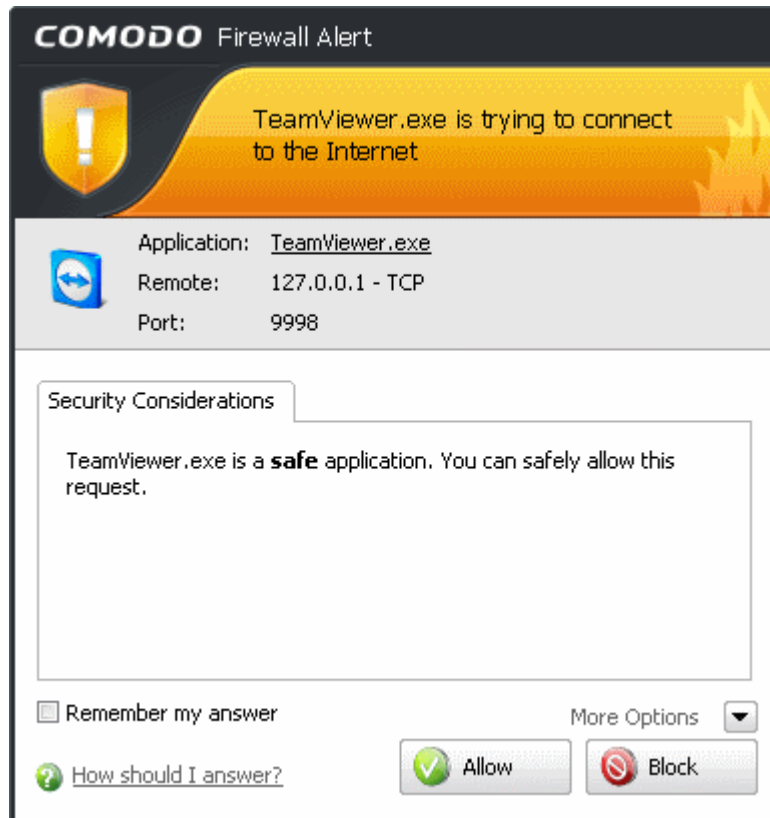 COMODO Firewall Alert
TeamViewer.exe is trying to connect
to the Internet
Application: TeamViewer.exe
Remote: 127.0.0.1 - TCP
Port: 9998
Security Considerations
TeamViewer.exe is a safe application. You can safely allow this
request.
Remember my answer
More Options
How should I answer?
Allow
Block